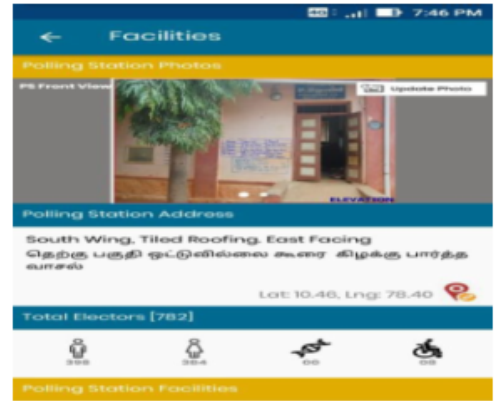 4G 7:46 PM
Facilities
Polling Station Photos
PS Front View
Update Photo
ELEVATION
Polling Station Address
South Wing, Tiled Roofing, East Facing
தெற்கு பகுதி ஒட்டுவில்லை கூரை கிழக்கு பார்த்த
வாசல்
Lat: 10.46, Lng: 78.40
Total Electors [782]
398 384 00 08
Polling Station Facilities